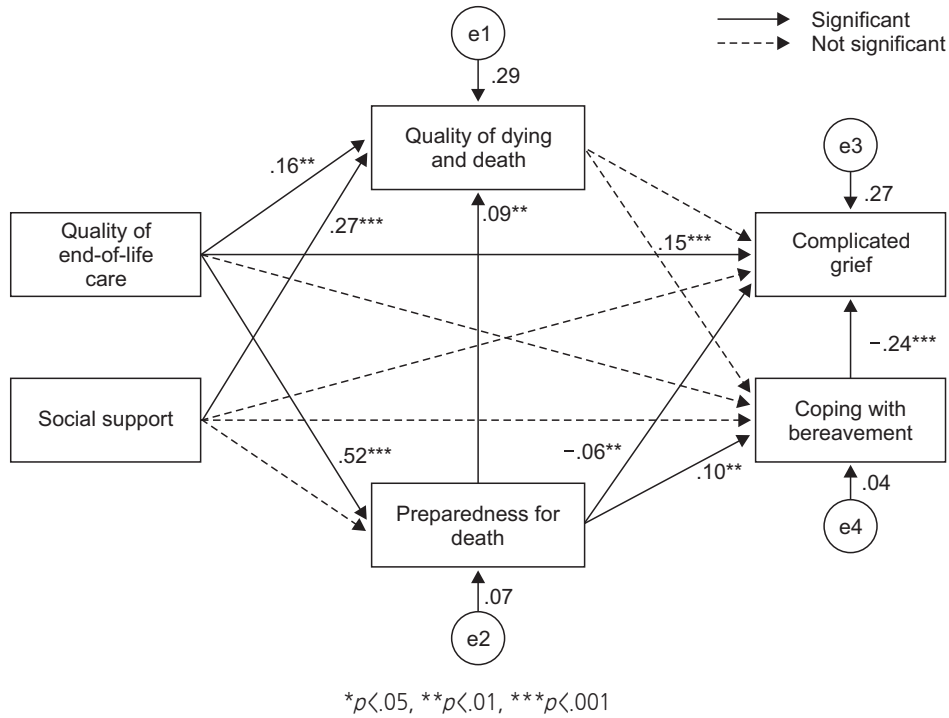 e1
Significant
Not significant
.29
Quality of dying
and death
e3
.16**
.27
.27***
.09**
Quality of
end-of-life
care
.15***
Complicated
grief
−.24***
Social support
Coping with
bereavement
.52***
−.06**
.10**
.04
Preparedness for
death
e4
.07
e2
*p<.05, **p<.01, ***p<.001